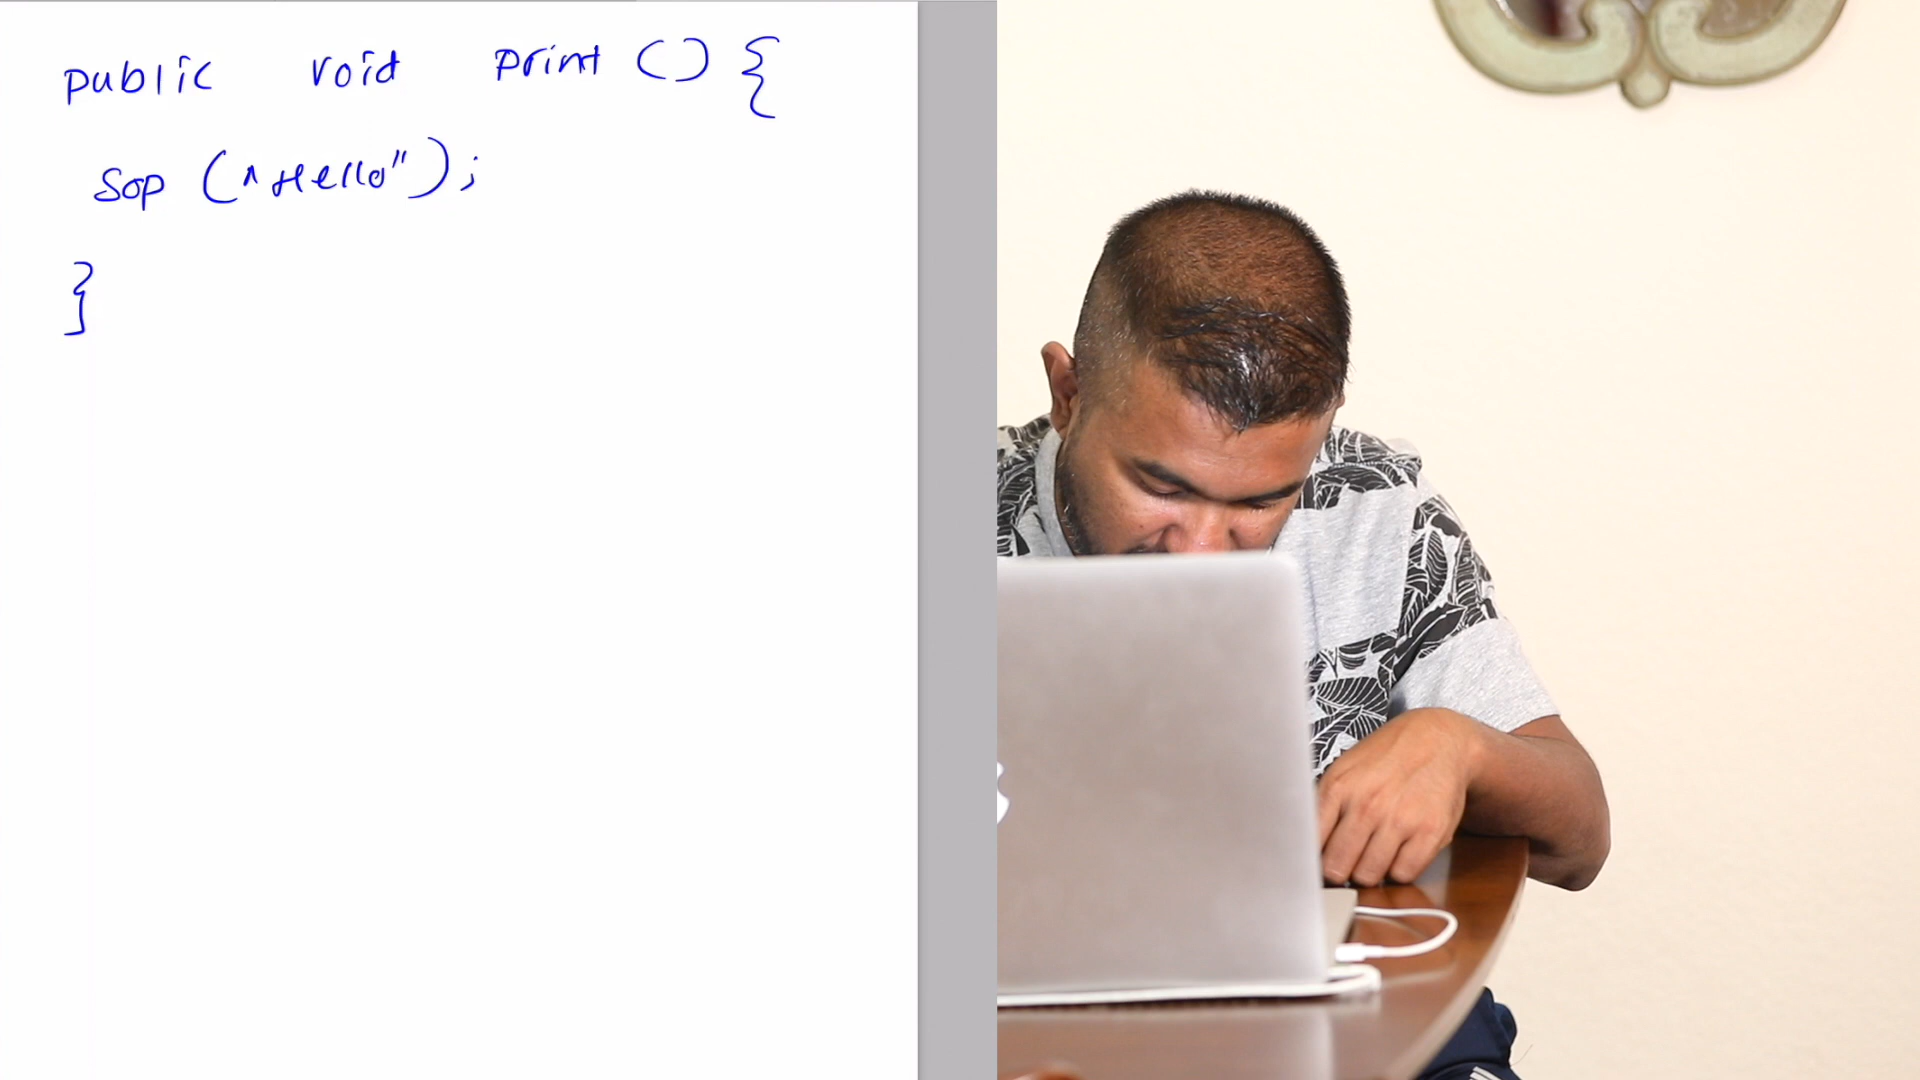 public void print () {
sop ("Hello");
}